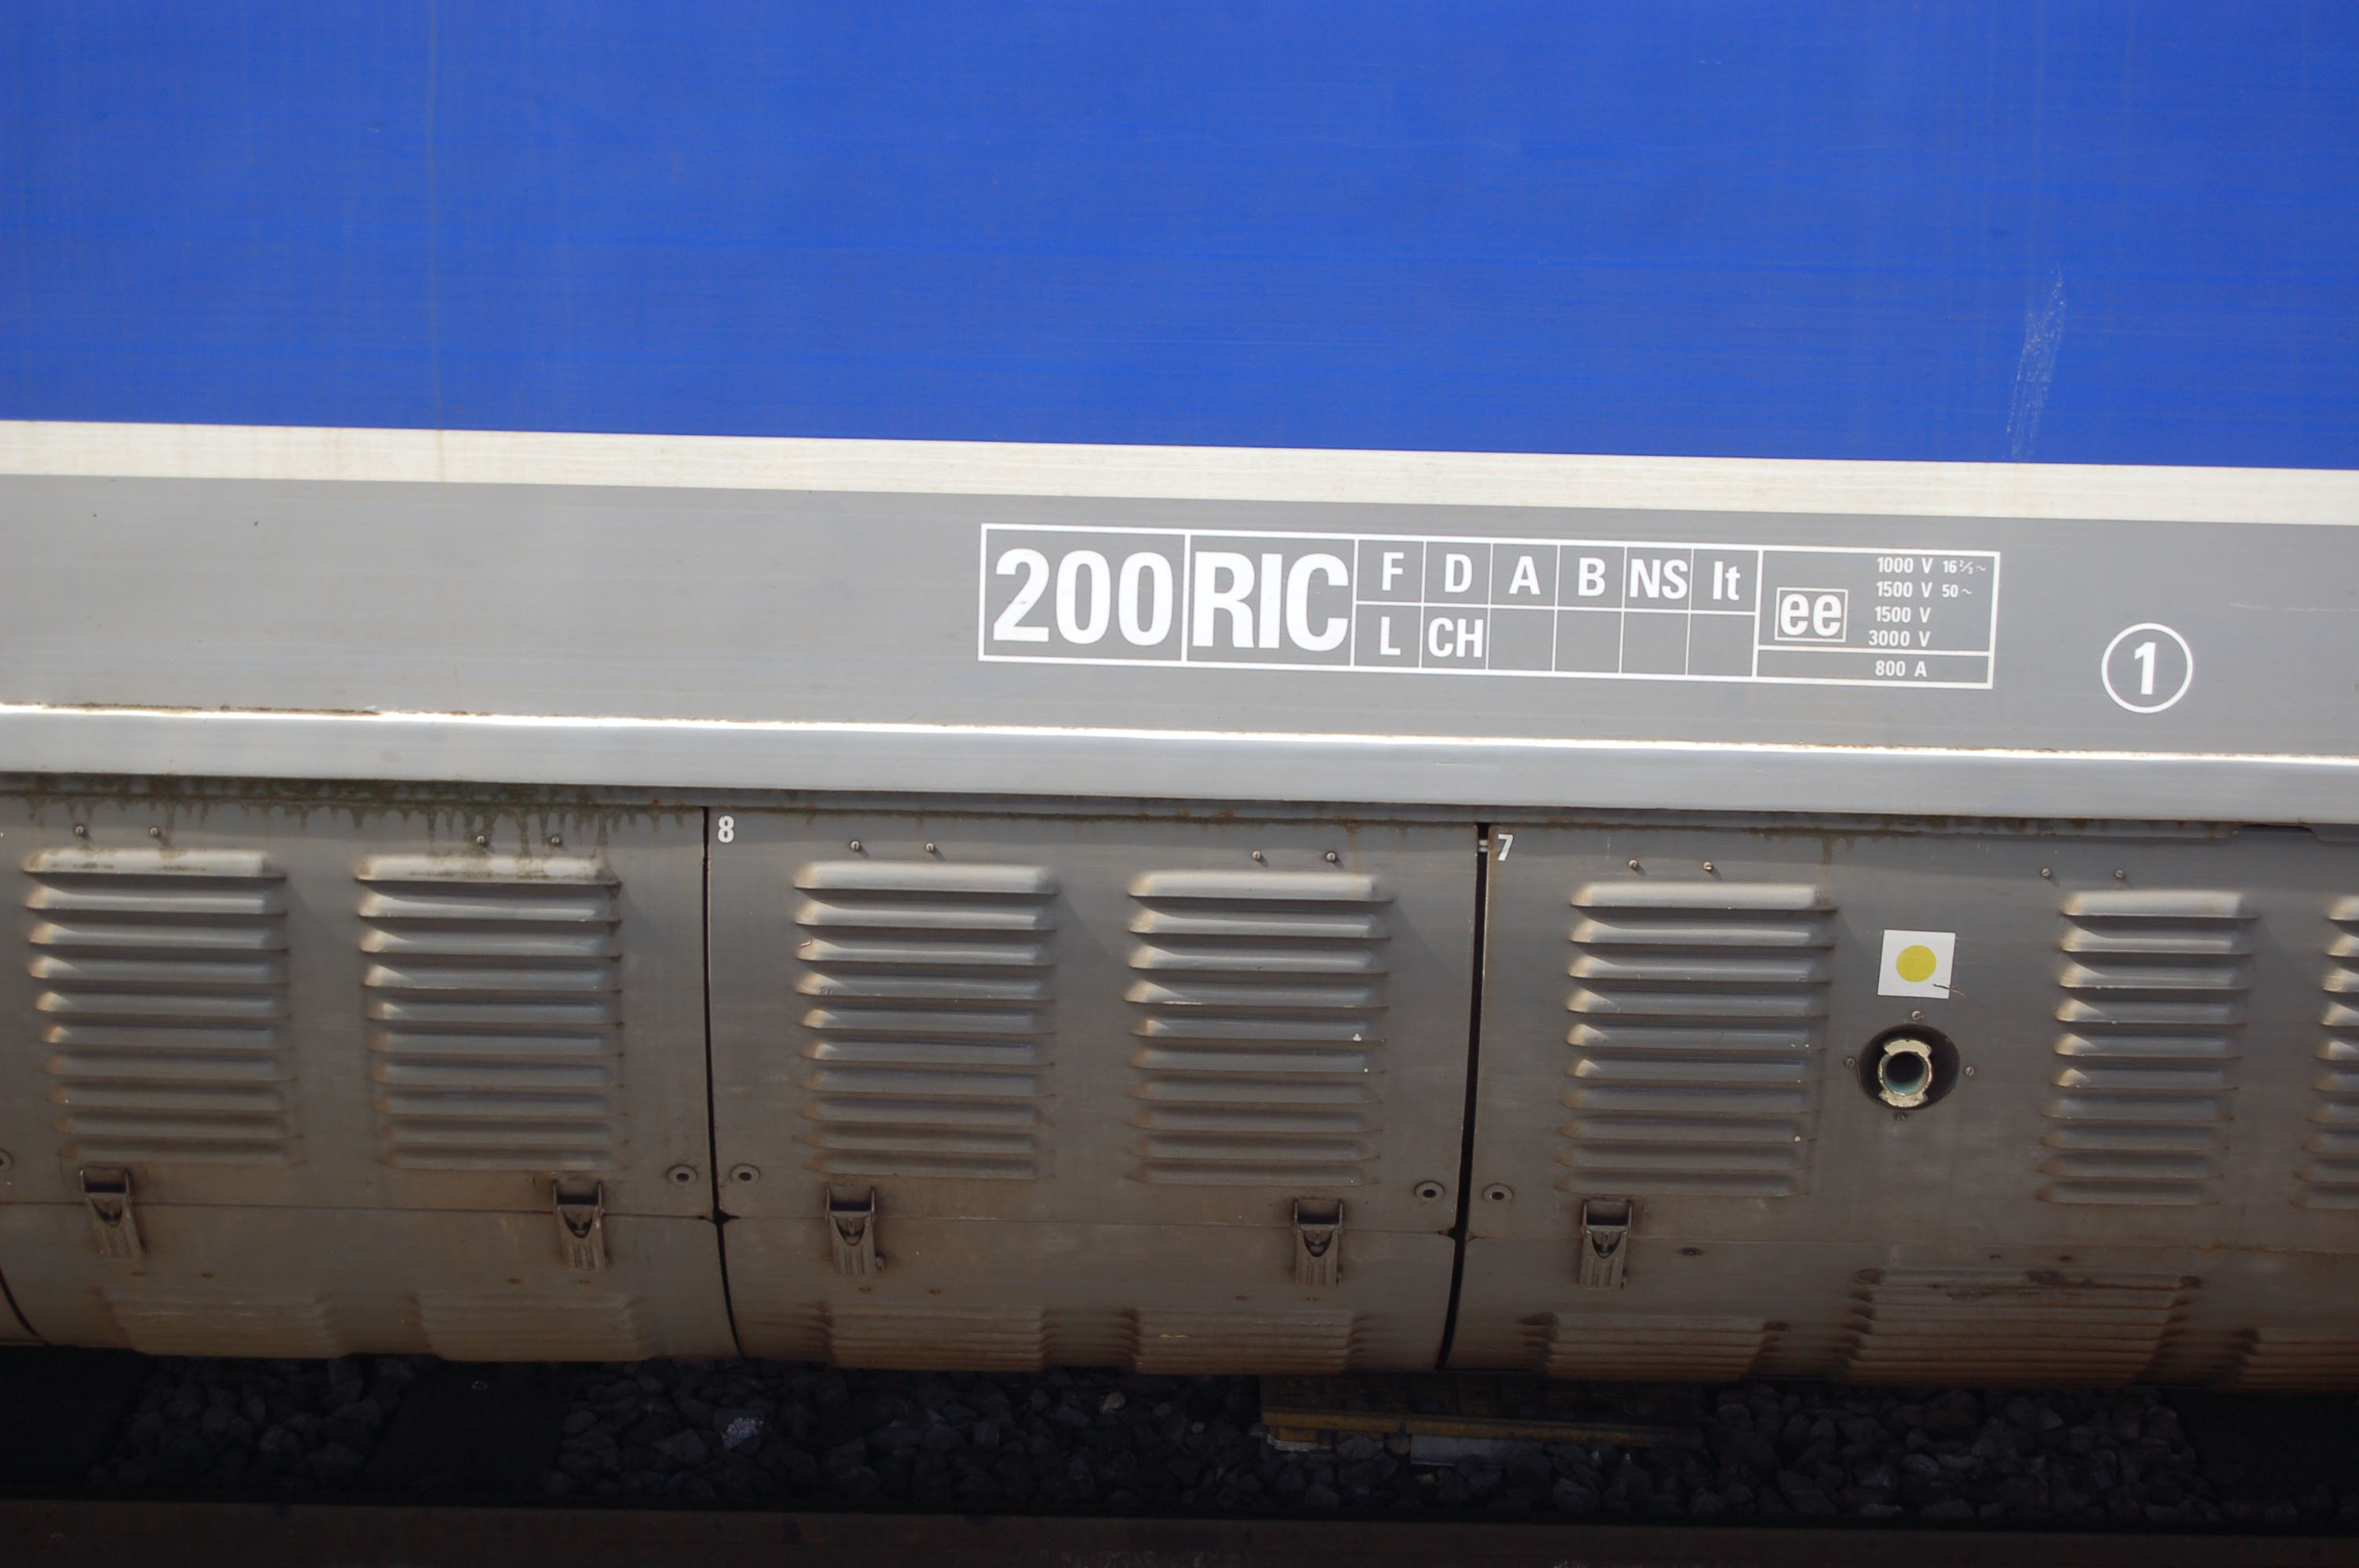 200 RIC F D A B NS It
L CH
ee
1000 V 16⅔~
1500 V 50~
1500 V
3000 V
800 A
1
8
7